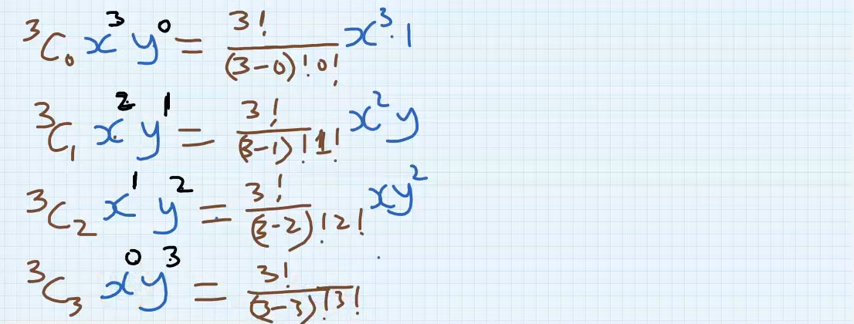 ³C₀ x³ y⁰ = 3!/(3-0)!0! x³·1
³C₁ x² y¹ = 3!/(3-1)!1! x² y
³C₂ x¹ y² = 3!/(3-2)!2! xy²
³C₃ x⁰ y³ = 3!/(3-3)!3!